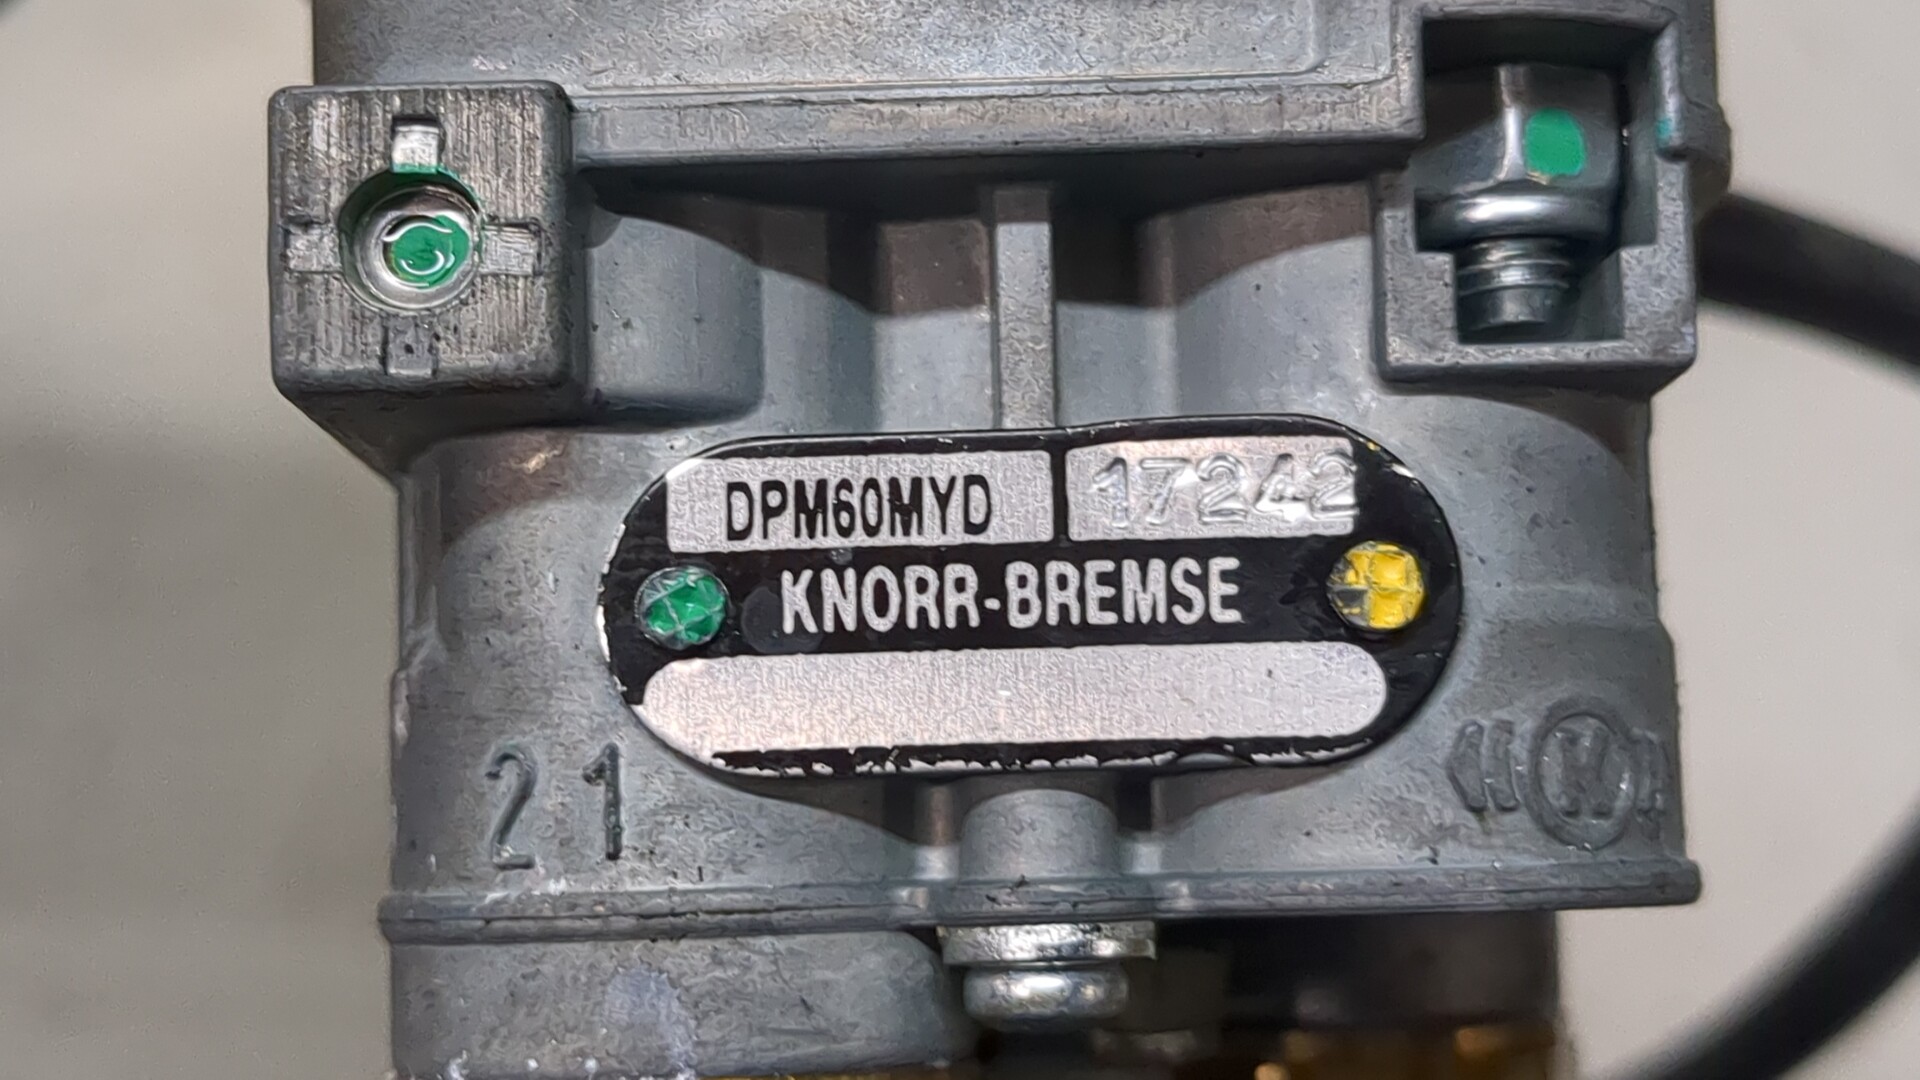 DPM60MYD 17242
KNORR-BREMSE
21
((K))